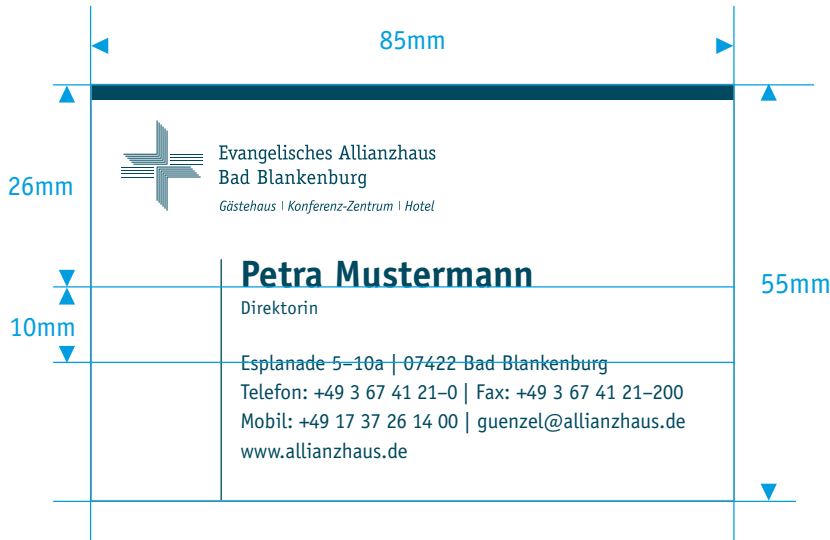 85mm
Evangelisches Allianzhaus
Bad Blankenburg
Gästehaus | Konferenz-Zentrum | Hotel
26mm
Petra Mustermann
55mm
Direktorin
10mm
Esplanade 5–10a | 07422 Bad Blankenburg
Telefon: +49 3 67 41 21–0 | Fax: +49 3 67 41 21–200
Mobil: +49 17 37 26 14 00 | guenzel@allianzhaus.de
www.allianzhaus.de